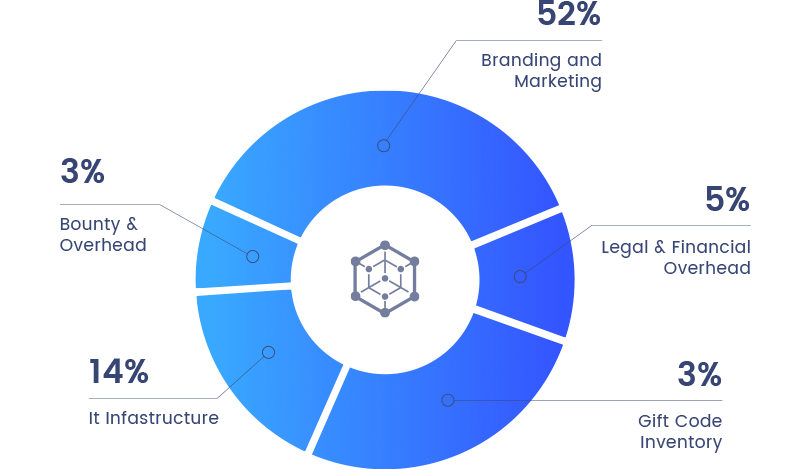 52%
Branding and
Marketing
3%
Bounty &
Overhead
5%
Legal & Financial
Overhead
14%
It Infastructure
3%
Gift Code
Inventory